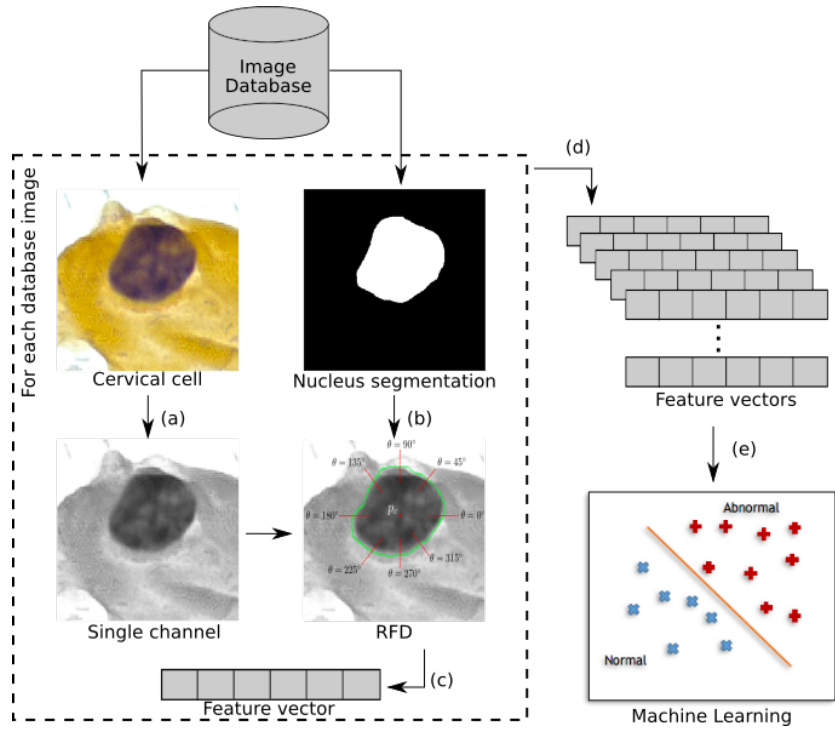 Image
Database
(d)
For each database image
Cervical cell
Nucleus segmentation
(a)
(b)
Feature vectors
(e)
θ = 90°
θ = 135°
θ = 45°
θ = 180°
p_c
θ = 0°
θ = 225°
θ = 315°
θ = 270°
Single channel
RFD
(c)
Feature vector
Abnormal
Normal
Machine Learning